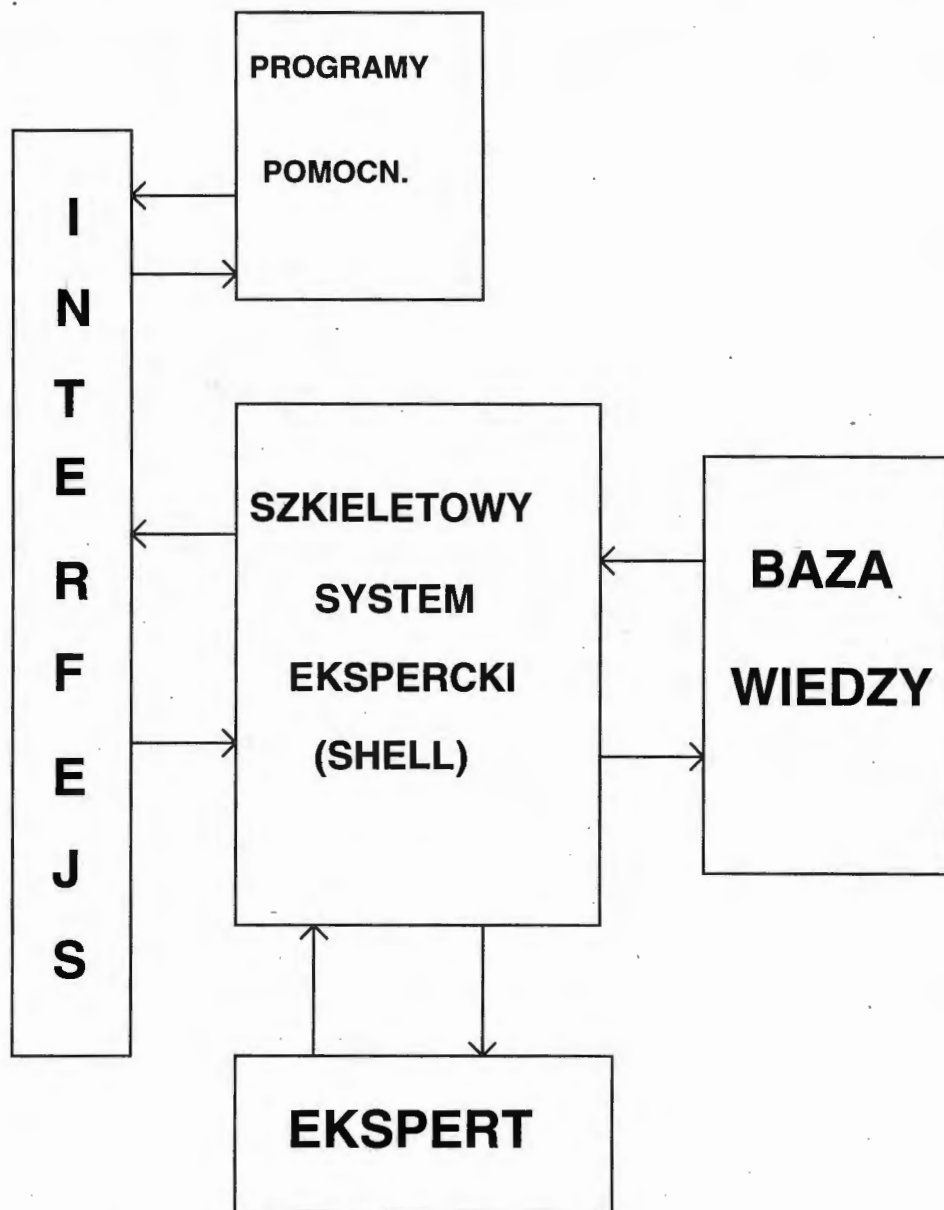 PROGRAMY
POMOCN.
I
N
T
E
R
F
E
J
S
SZKIELETOWY
SYSTEM
EKSPERCKI
(SHELL)
BAZA
WIEDZY
EKSPERT